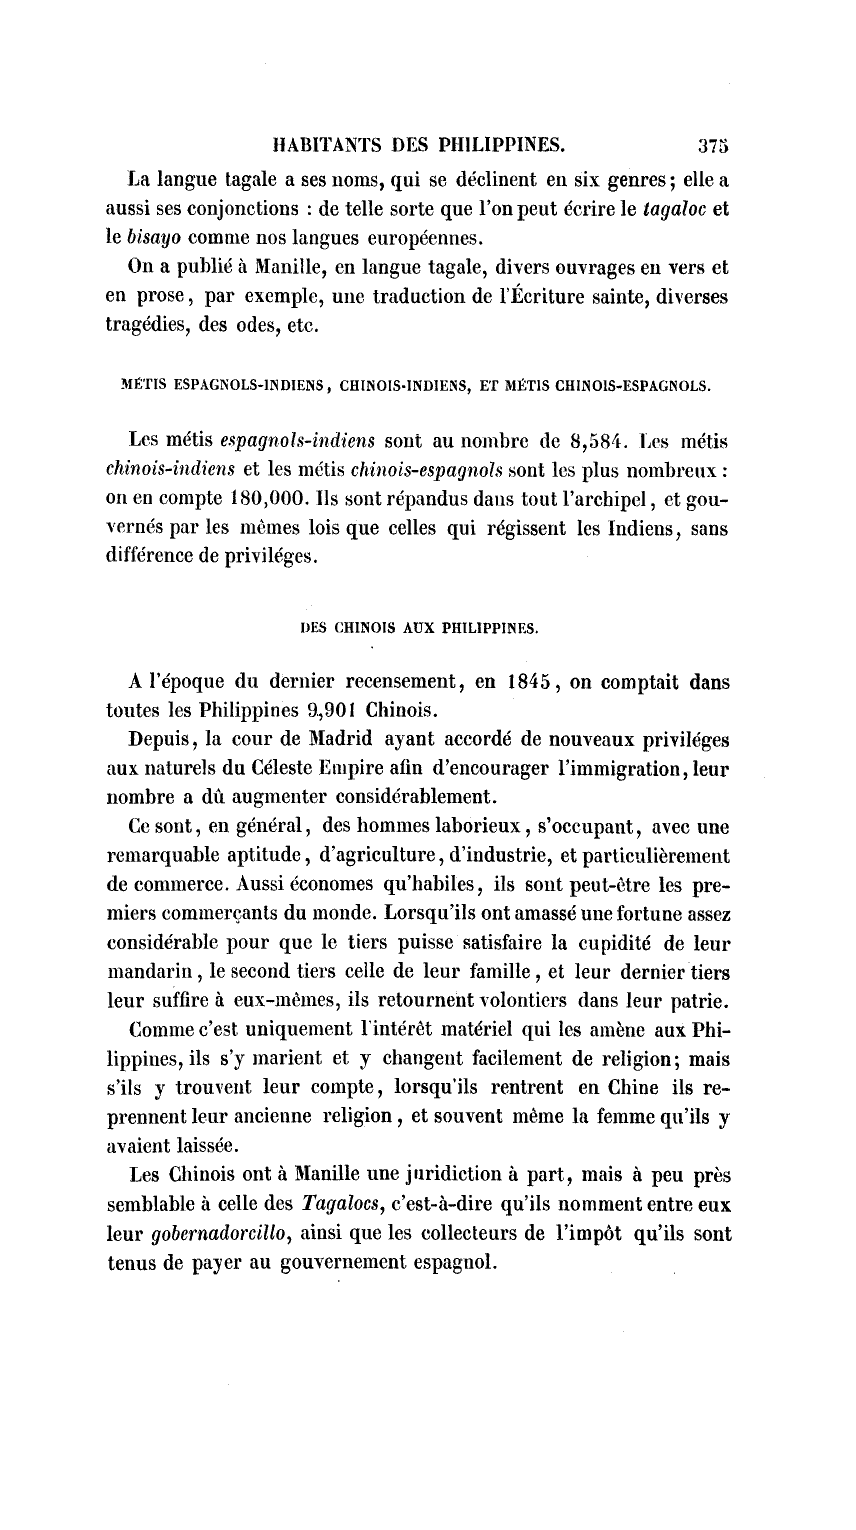 HABITANTS DES PHILIPPINES. 375
La langue tagale a ses noms, qui se déclinent en six genres; elle a
aussi ses conjonctions : de telle sorte que l'on peut écrire le tagaloc et
le bisayo comme nos langues européennes.
On a publié à Manille, en langue tagale, divers ouvrages en vers et
en prose, par exemple, une traduction de l'Écriture sainte, diverses
tragédies, des odes, etc.
MÉTIS ESPAGNOLS-INDIENS, CHINOIS-INDIENS, ET MÉTIS CHINOIS-ESPAGNOLS.
Les métis espagnols-indiens sont au nombre de 8,584. Les métis
chinois-indiens et les métis chinois-espagnols sont les plus nombreux :
on en compte 180,000. Ils sont répandus dans tout l'archipel, et gou-
vernés par les mêmes lois que celles qui régissent les Indiens, sans
différence de priviléges.
DES CHINOIS AUX PHILIPPINES.
A l'époque du dernier recensement, en 1845, on comptait dans
toutes les Philippines 9,901 Chinois.
Depuis, la cour de Madrid ayant accordé de nouveaux priviléges
aux naturels du Céleste Empire afin d'encourager l'immigration, leur
nombre a dû augmenter considérablement.
Ce sont, en général, des hommes laborieux, s'occupant, avec une
remarquable aptitude, d'agriculture, d'industrie, et particulièrement
de commerce. Aussi économes qu'habiles, ils sont peut-être les pre-
miers commerçants du monde. Lorsqu'ils ont amassé une fortune assez
considérable pour que le tiers puisse satisfaire la cupidité de leur
mandarin, le second tiers celle de leur famille, et leur dernier tiers
leur suffire à eux-mêmes, ils retournent volontiers dans leur patrie.
Comme c'est uniquement l'intérêt matériel qui les amène aux Phi-
lippines, ils s'y marient et y changent facilement de religion; mais
s'ils y trouvent leur compte, lorsqu'ils rentrent en Chine ils re-
prennent leur ancienne religion, et souvent même la femme qu'ils y
avaient laissée.
Les Chinois ont à Manille une juridiction à part, mais à peu près
semblable à celle des Tagalocs, c'est-à-dire qu'ils nomment entre eux
leur gobernadorcillo, ainsi que les collecteurs de l'impôt qu'ils sont
tenus de payer au gouvernement espagnol.